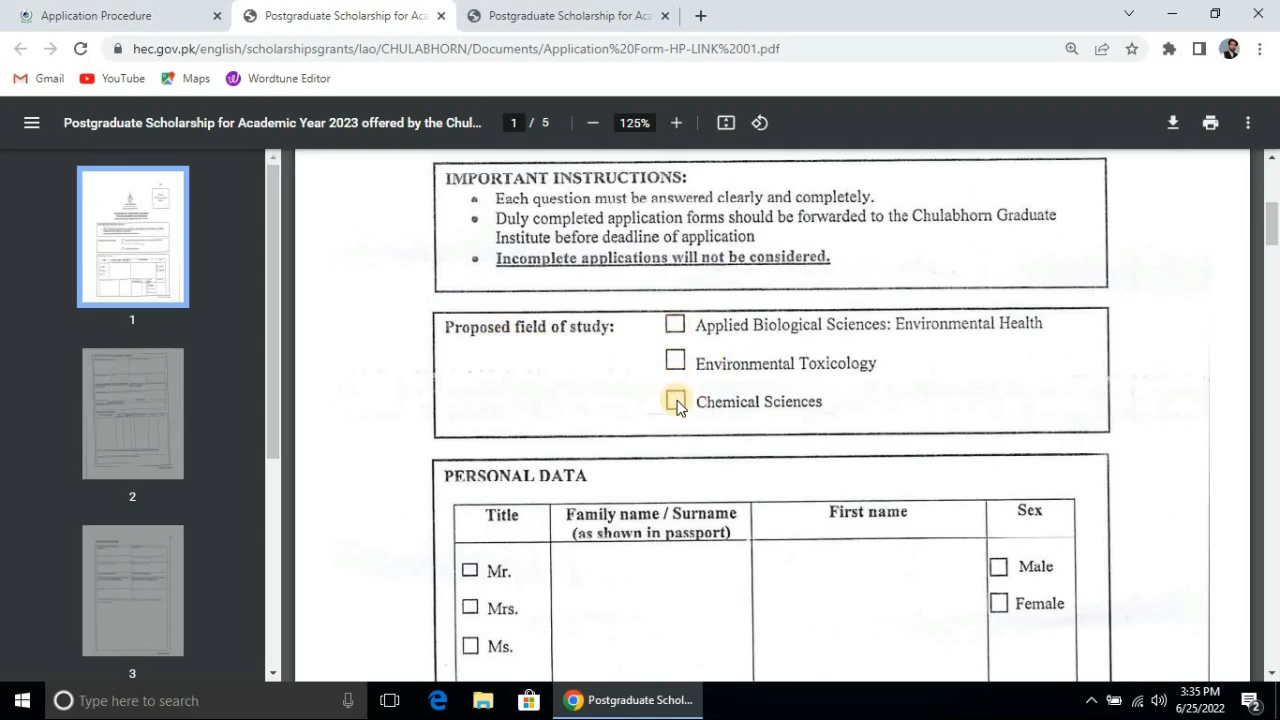 Application Procedure
Postgraduate Scholarship for Aca
Postgraduate Scholarship for Aca
hec.gov.pk/english/scholarshipsgrants/lao/CHULABHORN/Documents/Application%20Form-HP-LINK%2001.pdf
Gmail YouTube Maps Wordtune Editor
Postgraduate Scholarship for Academic Year 2023 offered by the Chul... 1 / 5 125%
IMPORTANT INSTRUCTIONS:
• Each question must be answered clearly and completely.
• Duly completed application forms should be forwarded to the Chulabhorn Graduate
Institute before deadline of application
• Incomplete applications will not be considered.
Proposed field of study: Applied Biological Sciences: Environmental Health
Environmental Toxicology
Chemical Sciences
PERSONAL DATA
Title Family name / Surname First name Sex
(as shown in passport)
Mr. Male
Mrs. Female
Ms.
1
2
3
Type here to search
Postgraduate Schol...
3:35 PM
6/25/2022
2